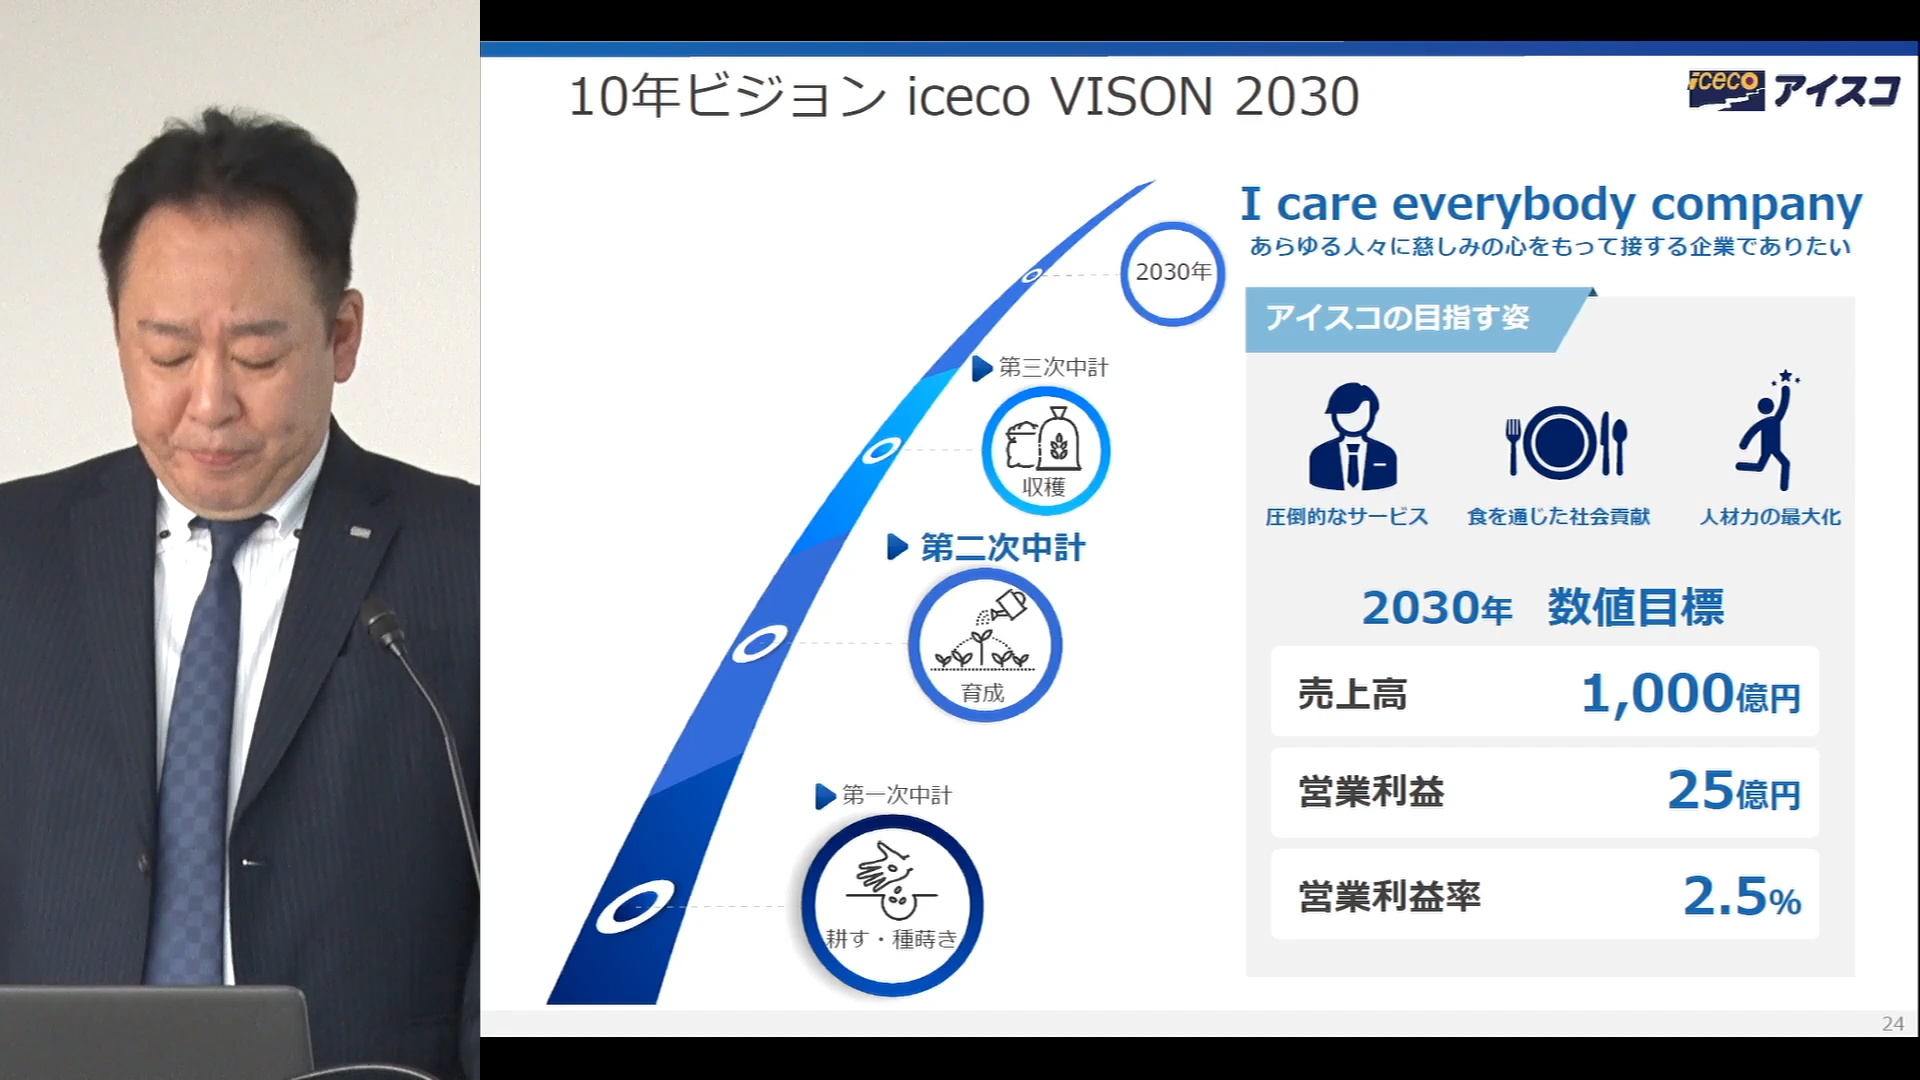 10年ビジョン iceco VISON 2030
iceco アイスコ
I care everybody company
あらゆる人々に慈しみの心をもって接する企業でありたい
2030年
第三次中計
収穫
第二次中計
育成
第一次中計
耕す・種蒔き
アイスコの目指す姿
圧倒的なサービス
食を通じた社会貢献
人材力の最大化
2030年 数値目標
売上高 1,000億円
営業利益 25億円
営業利益率 2.5%
24